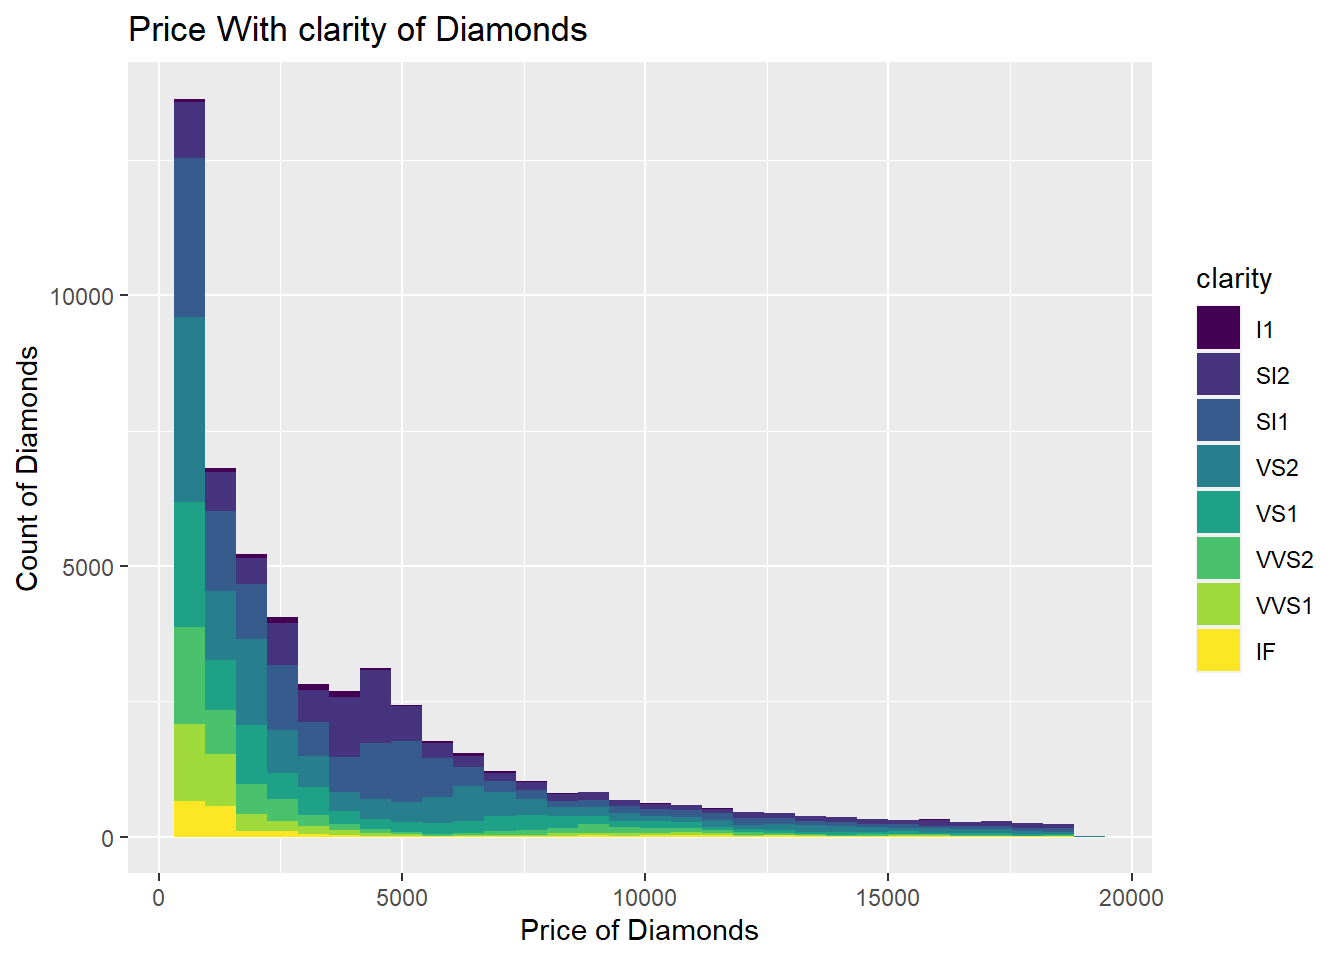 Price With clarity of Diamonds
Count of Diamonds
10000
5000
0
0
5000
10000
15000
20000
Price of Diamonds
clarity
I1
SI2
SI1
VS2
VS1
VVS2
VVS1
IF